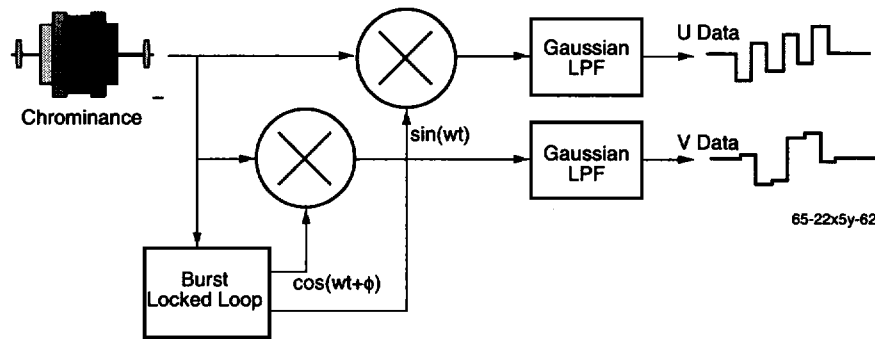 Chrominance
sin(wt)
Gaussian
LPF
U Data
Gaussian
LPF
V Data
65-22x5y-62
Burst
Locked Loop
cos(wt+ϕ)